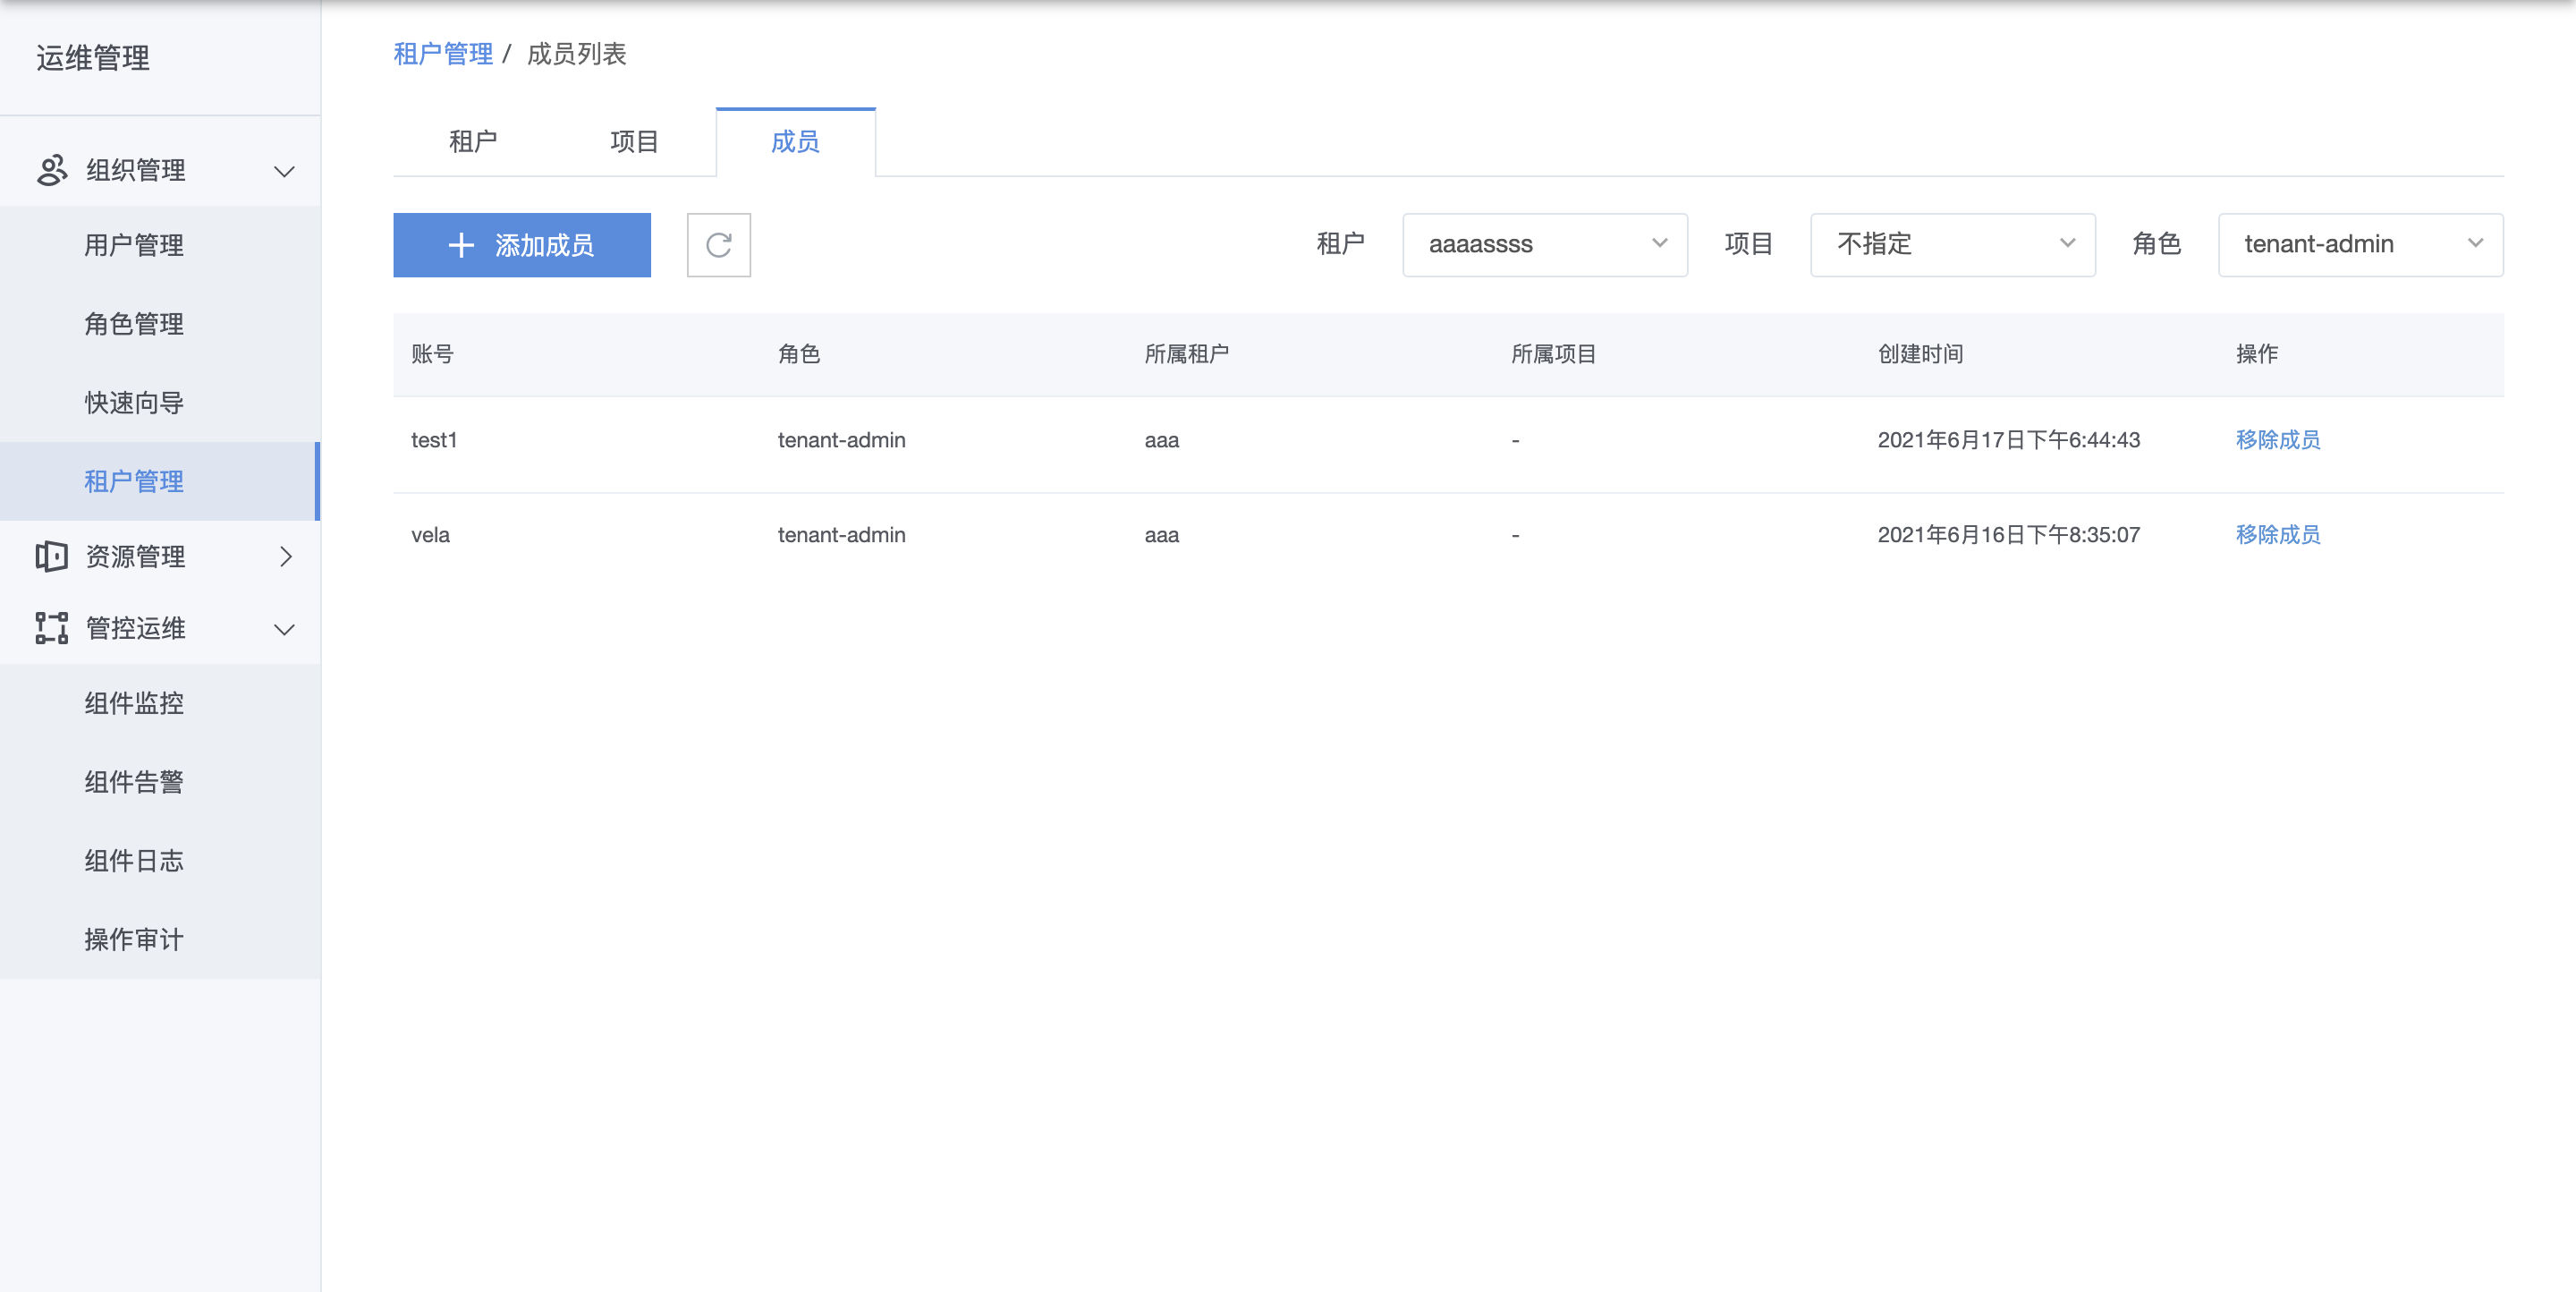 运维管理
组织管理
用户管理
角色管理
快速向导
租户管理
资源管理
管控运维
组件监控
组件告警
组件日志
操作审计
租户管理 / 成员列表
租户 项目 成员
添加成员 租户 aaaassss 项目 不指定 角色 tenant-admin
账号 角色 所属租户 所属项目 创建时间 操作
test1 tenant-admin aaa - 2021年6月17日下午6:44:43 移除成员
vela tenant-admin aaa - 2021年6月16日下午8:35:07 移除成员